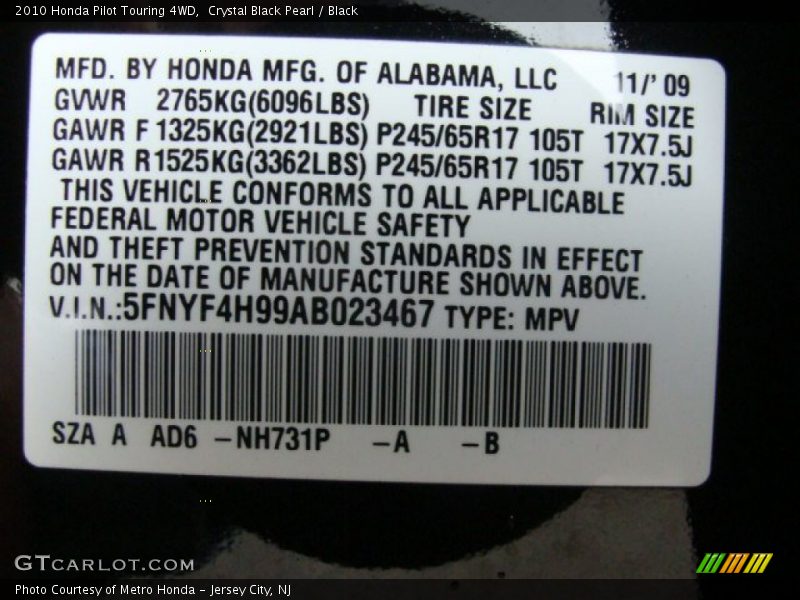 2010 Honda Pilot Touring 4WD,  Crystal Black Pearl / Black
MFD. BY HONDA MFG. OF ALABAMA, LLC 11/' 09
GVWR 2765KG(6096LBS) TIRE SIZE RIM SIZE
GAWR F 1325KG(2921LBS) P245/65R17 105T 17X7.5J
GAWR R 1525KG(3362LBS) P245/65R17 105T 17X7.5J
THIS VEHICLE CONFORMS TO ALL APPLICABLE
FEDERAL MOTOR VEHICLE SAFETY
AND THEFT PREVENTION STANDARDS IN EFFECT
ON THE DATE OF MANUFACTURE SHOWN ABOVE.
V.I.N.:5FNYF4H99AB023467 TYPE: MPV
SZA A AD6 –NH731P –A –B
GTCARLOT.COM
Photo Courtesy of Metro Honda - Jersey City, NJ